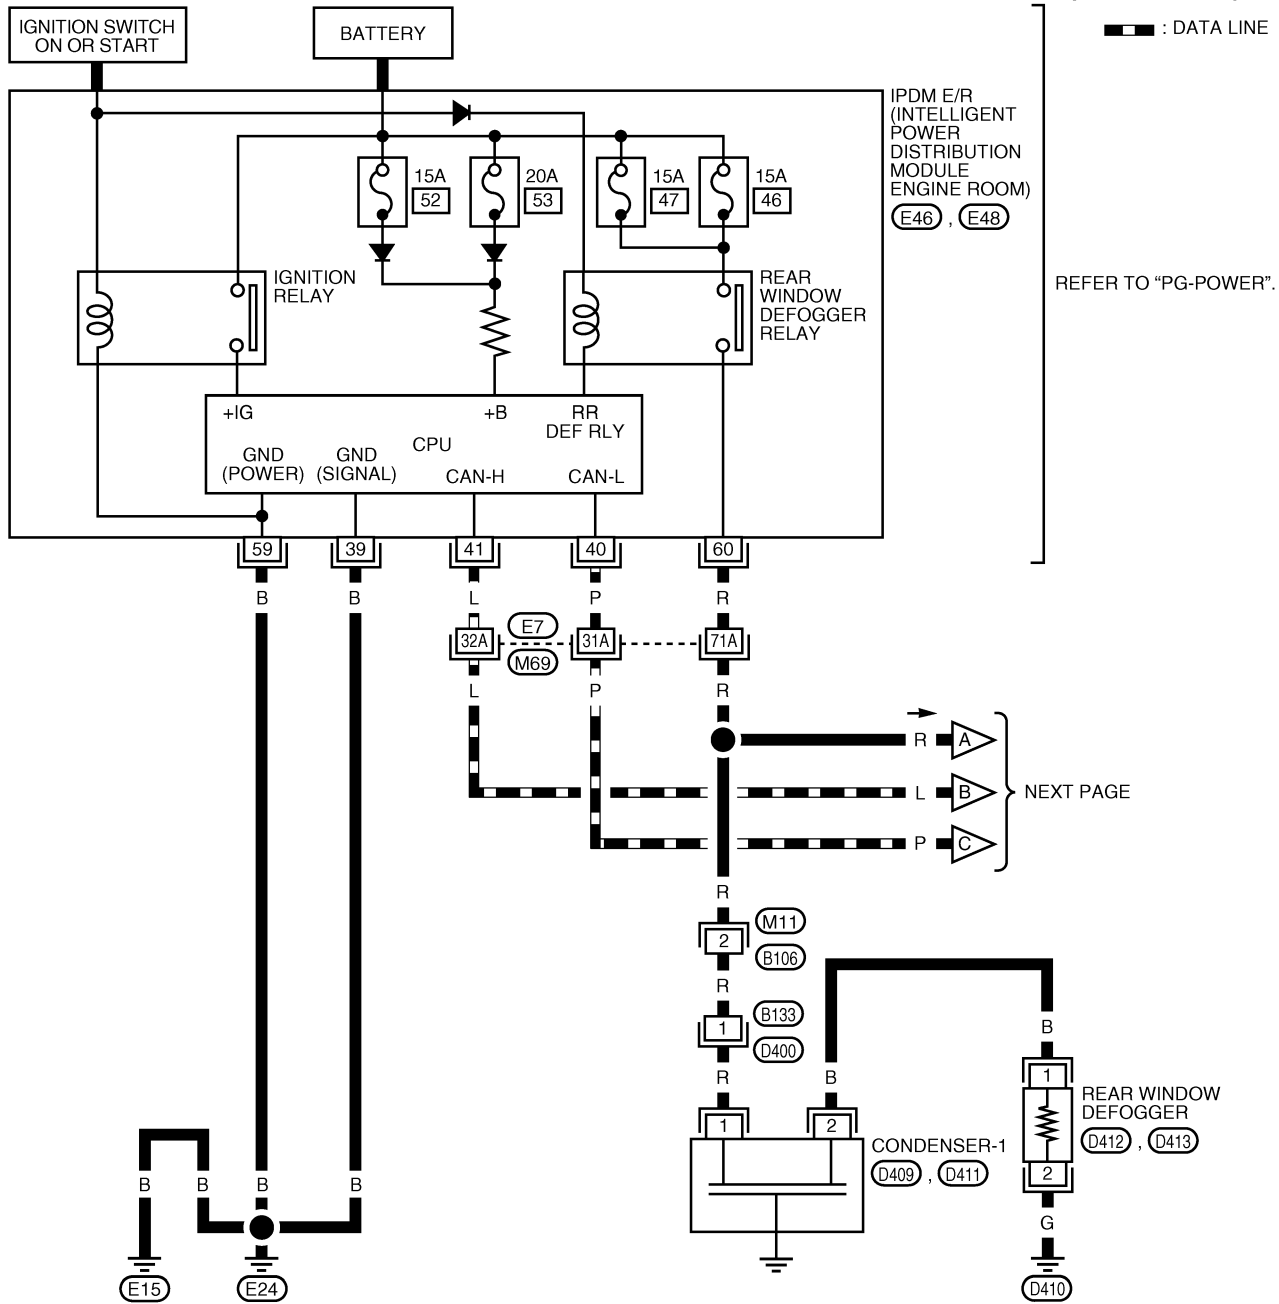 IGNITION SWITCH
ON OR START
BATTERY
: DATA LINE
IPDM E/R
(INTELLIGENT
POWER
DISTRIBUTION
MODULE
ENGINE ROOM)
E46 , E48
15A
52
20A
53
15A
47
15A
46
REFER TO “PG-POWER”.
IGNITION
RELAY
REAR
WINDOW
DEFOGGER
RELAY
+IG
+B
RR
DEF RLY
CPU
GND
(POWER)
GND
(SIGNAL)
CAN-H
CAN-L
59
39
41
40
60
B
B
L
P
R
32A
E7
M69
31A
71A
L
P
R
R
A
L
B
P
C
NEXT PAGE
R
2
M11
B106
R
1
B133
D400
R
B
B
1
2
1
REAR WINDOW
DEFOGGER
D412 , D413
2
CONDENSER-1
D409 , D411
B
B
B
B
G
E15
E24
D410